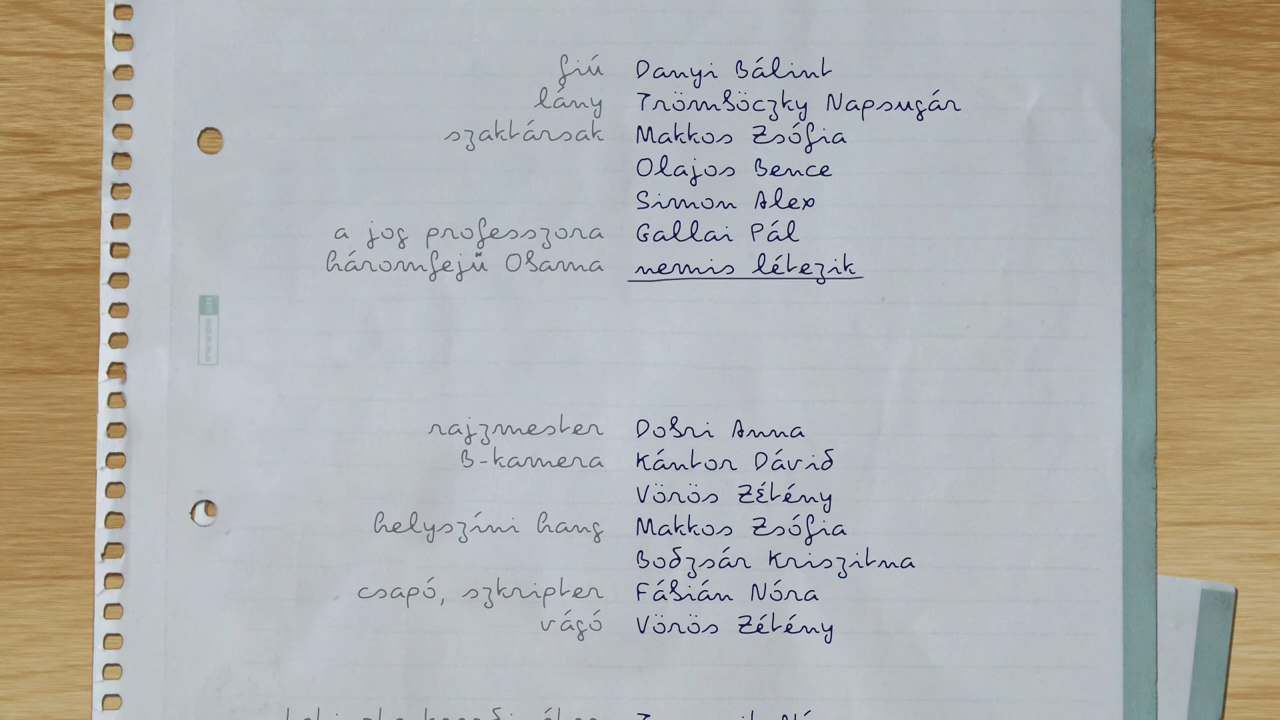 fiú Danyi Bálint
lány Trömböczky Napsugár
szaktársak Makkos Zsófia
Olajos Bence
Simon Alex
a jog professzora Gallai Pál
háromfejű Obama nemis létezik
rajzmester Dobri Anna
B-kamera Kántor Dávid
Vörös Zétény
helyszíni hang Makkos Zsófia
Bodzsár Kriszitna
csapó, szkripter Fábián Nóra
vágó Vörös Zétény